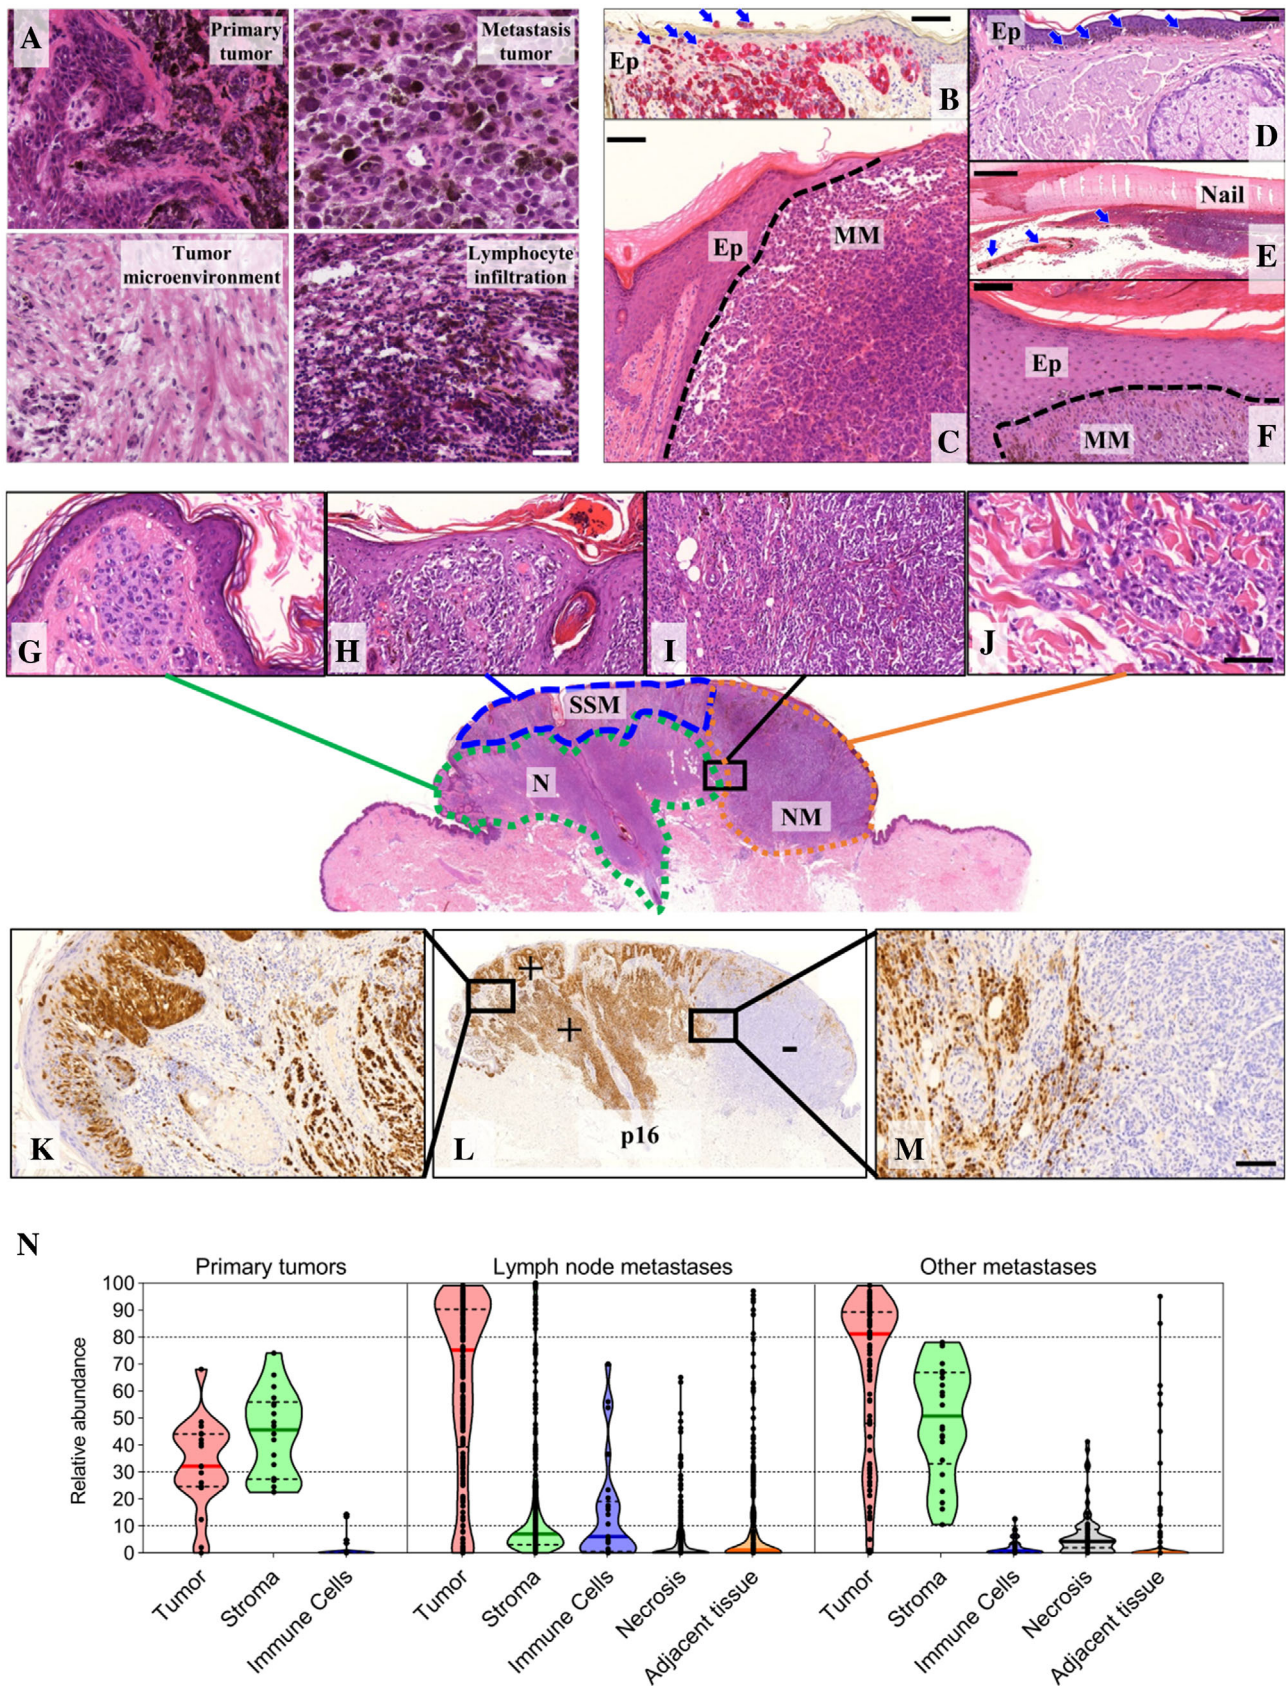 A
Primary
tumor
Metastasis
tumor
Tumor
microenvironment
Lymphocyte
infiltration
Ep
B
Ep
D
Ep
MM
C
Nail
E
Ep
MM
F
G
H
I
J
SSM
N
NM
K
+
+
-
p16
L
M
N
Primary tumors
Lymph node metastases
Other metastases
Relative abundance
100
90
80
70
60
50
40
30
20
10
0
Tumor
Stroma
Immune Cells
Tumor
Stroma
Immune Cells
Necrosis
Adjacent tissue
Tumor
Stroma
Immune Cells
Necrosis
Adjacent tissue